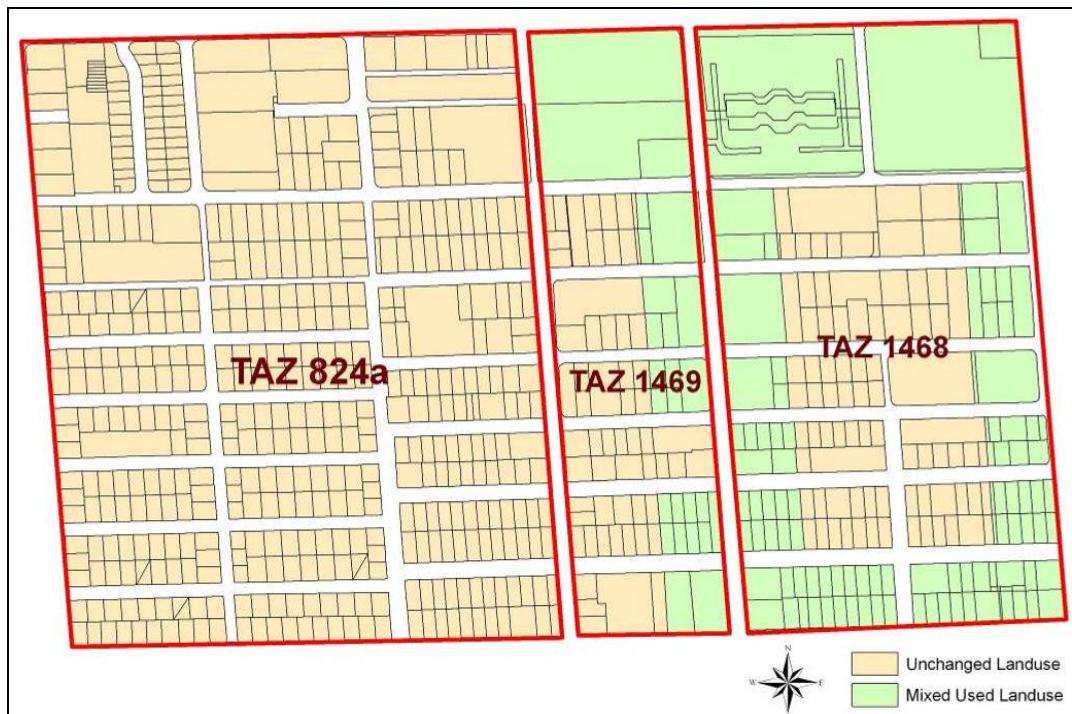 TAZ 824a
TAZ 1469
TAZ 1468
N
W E
S
Unchanged Landuse
Mixed Used Landuse